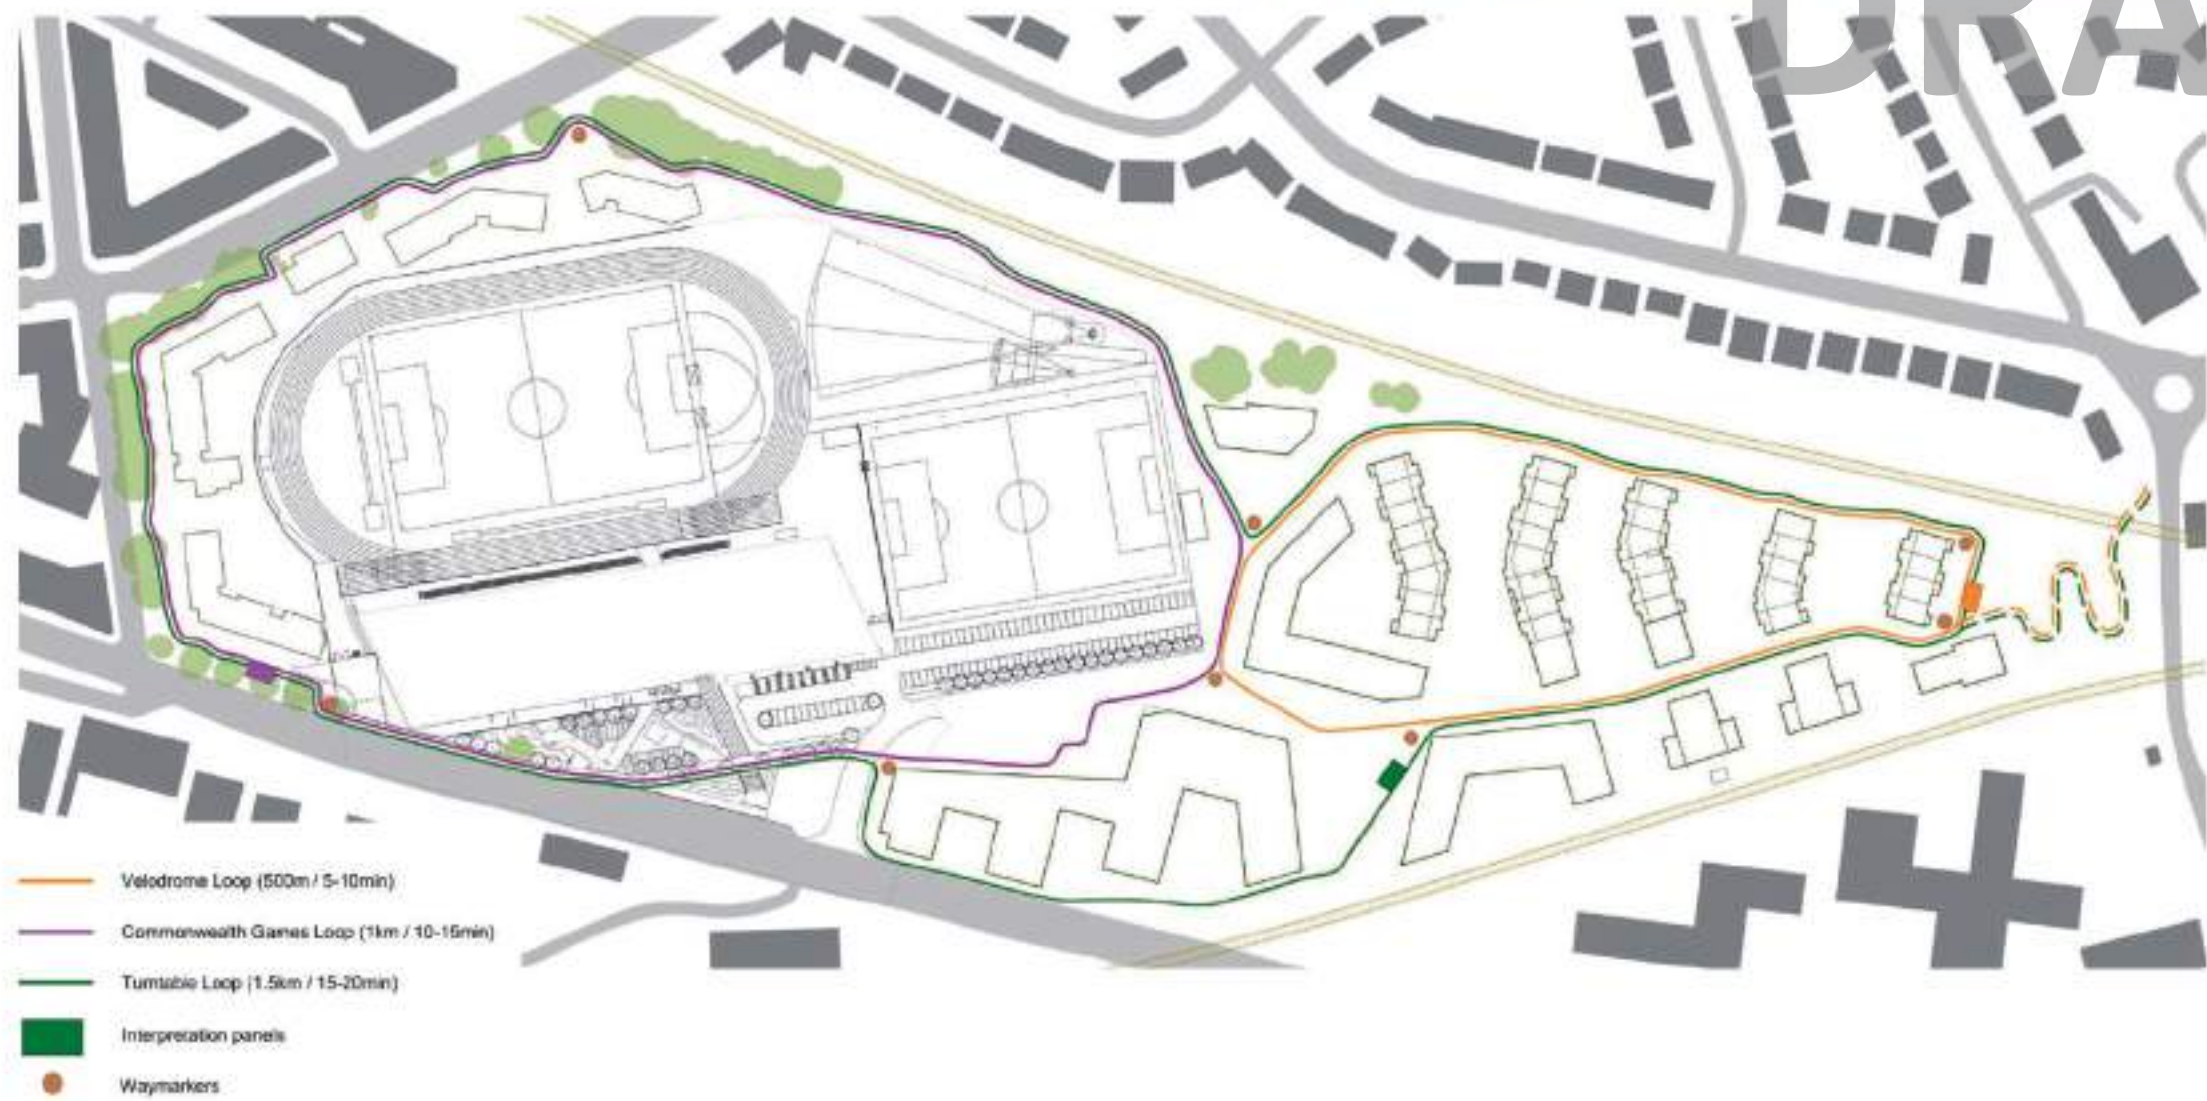 DRA
Velodrome Loop (500m / 5-10min)
Commonwealth Games Loop (1km / 10-15min)
Turntable Loop (1.5km / 15-20min)
Interpretation panels
Waymarkers